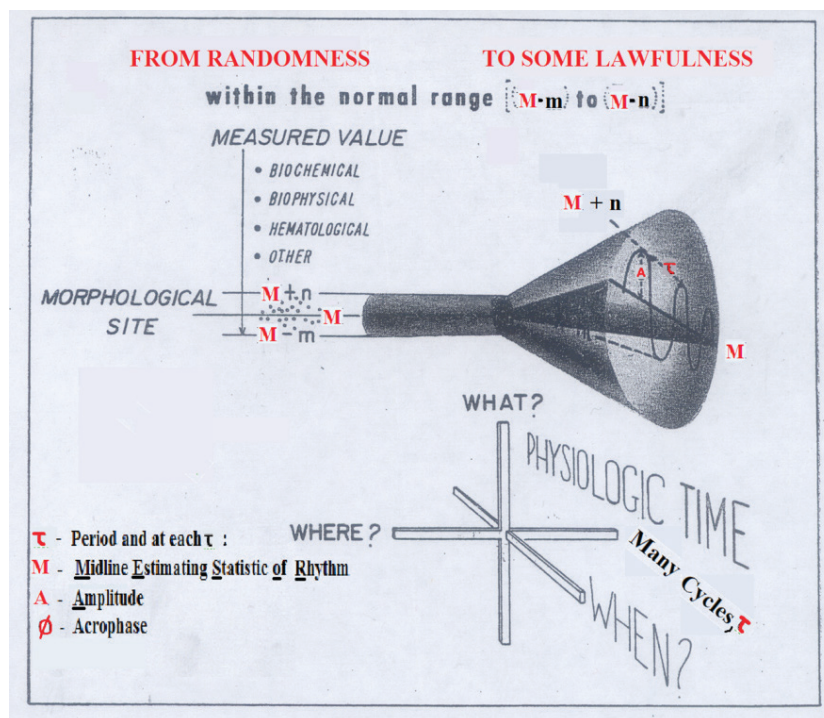 FROM RANDOMNESS TO SOME LAWFULNESS
within the normal range [(M-m) to (M-n)]
MEASURED VALUE
• BIOCHEMICAL
• BIOPHYSICAL
• HEMATOLOGICAL
• OTHER
M + n
A
τ
MORPHOLOGICAL
SITE
M+n
M
M-m
M
WHAT?
PHYSIOLOGIC TIME
WHERE?
Many Cycles, τ
WHEN?
τ - Period and at each τ :
M - Midline Estimating Statistic of Rhythm
A - Amplitude
Ø - Acrophase